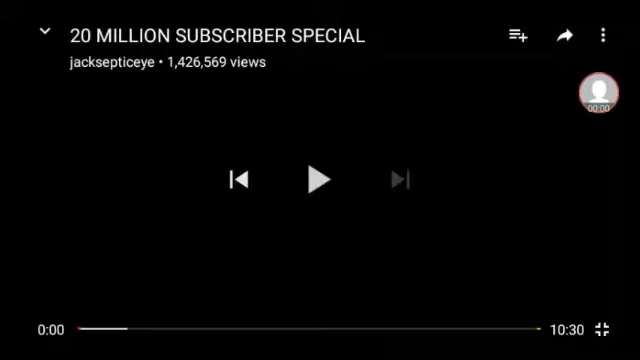 20 MILLION SUBSCRIBER SPECIAL
jacksepticeye • 1,426,569 views
00:00
0:00
10:30